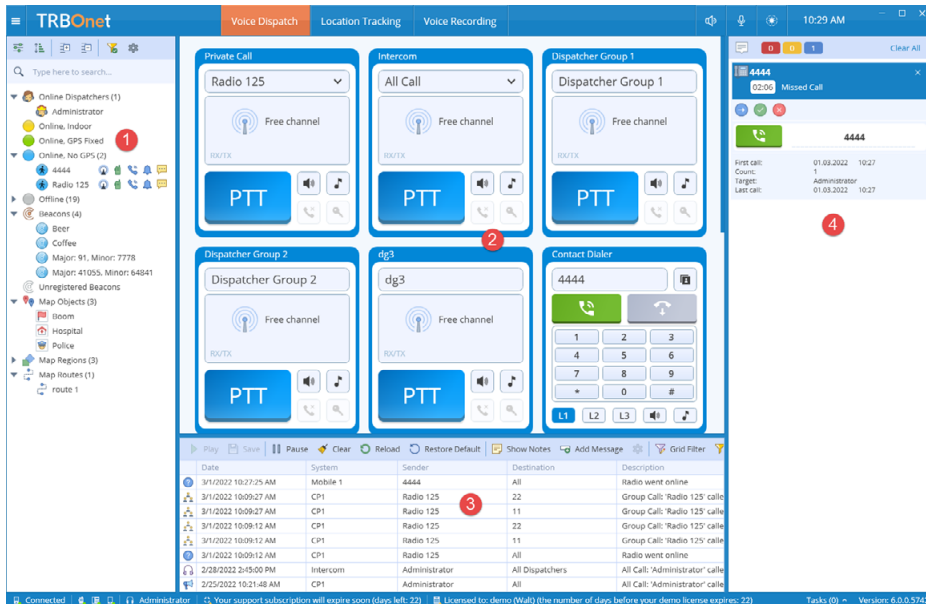 TRBOnet
Voice Dispatch
Location Tracking
Voice Recording
10:29 AM
Type here to search...
Online Dispatchers (1)
Administrator
Online, Indoor
Online, GPS Fixed
1
Online, No GPS (2)
4444
Radio 125
Offline (19)
Beacons (4)
Beer
Coffee
Major: 91, Minor: 7778
Major: 41055, Minor: 64841
Unregistered Beacons
Map Objects (3)
Boom
Hospital
Police
Map Regions (3)
Map Routes (1)
route 1
Private Call
Radio 125
Free channel
RX/TX
PTT
Intercom
All Call
Free channel
RX/TX
PTT
Dispatcher Group 1
Dispatcher Group 1
Free channel
RX/TX
PTT
2
Dispatcher Group 2
Dispatcher Group 2
Free channel
RX/TX
PTT
dg3
dg3
Free channel
RX/TX
PTT
Contact Dialer
4444
1 2 3
4 5 6
7 8 9
* 0 #
L1 L2 L3
0 0 1
Clear All
4444
02:06 Missed Call
4444
First call: 01.03.2022 10:27
Count: 1
Target: Administrator
Last call: 01.03.2022 10:27
4
Play Save Pause Clear Reload Restore Default Show Notes Add Message Grid Filter
Date System Sender Destination Description
3/1/2022 10:27:25 AM Mobile 1 4444 All Radio went online
3/1/2022 10:09:27 AM CP1 Radio 125 22 Group Call: 'Radio 125' calle
3/1/2022 10:09:27 AM CP1 Radio 125 11 Group Call: 'Radio 125' calle
3
3/1/2022 10:09:12 AM CP1 Radio 125 22 Group Call: 'Radio 125' calle
3/1/2022 10:09:12 AM CP1 Radio 125 11 Group Call: 'Radio 125' calle
3/1/2022 10:09:12 AM CP1 Radio 125 All Radio went online
2/28/2022 2:45:00 PM Intercom Administrator All Dispatchers All Call: 'Administrator' calle
2/25/2022 10:21:48 AM CP1 Administrator All All Call: 'Administrator' calle
Connected Administrator Your support subscription will expire soon (days left: 22) Licensed to: demo (Walt) (the number of days before your demo license expires: 22) Tasks (0) Version: 6.0.0.5741